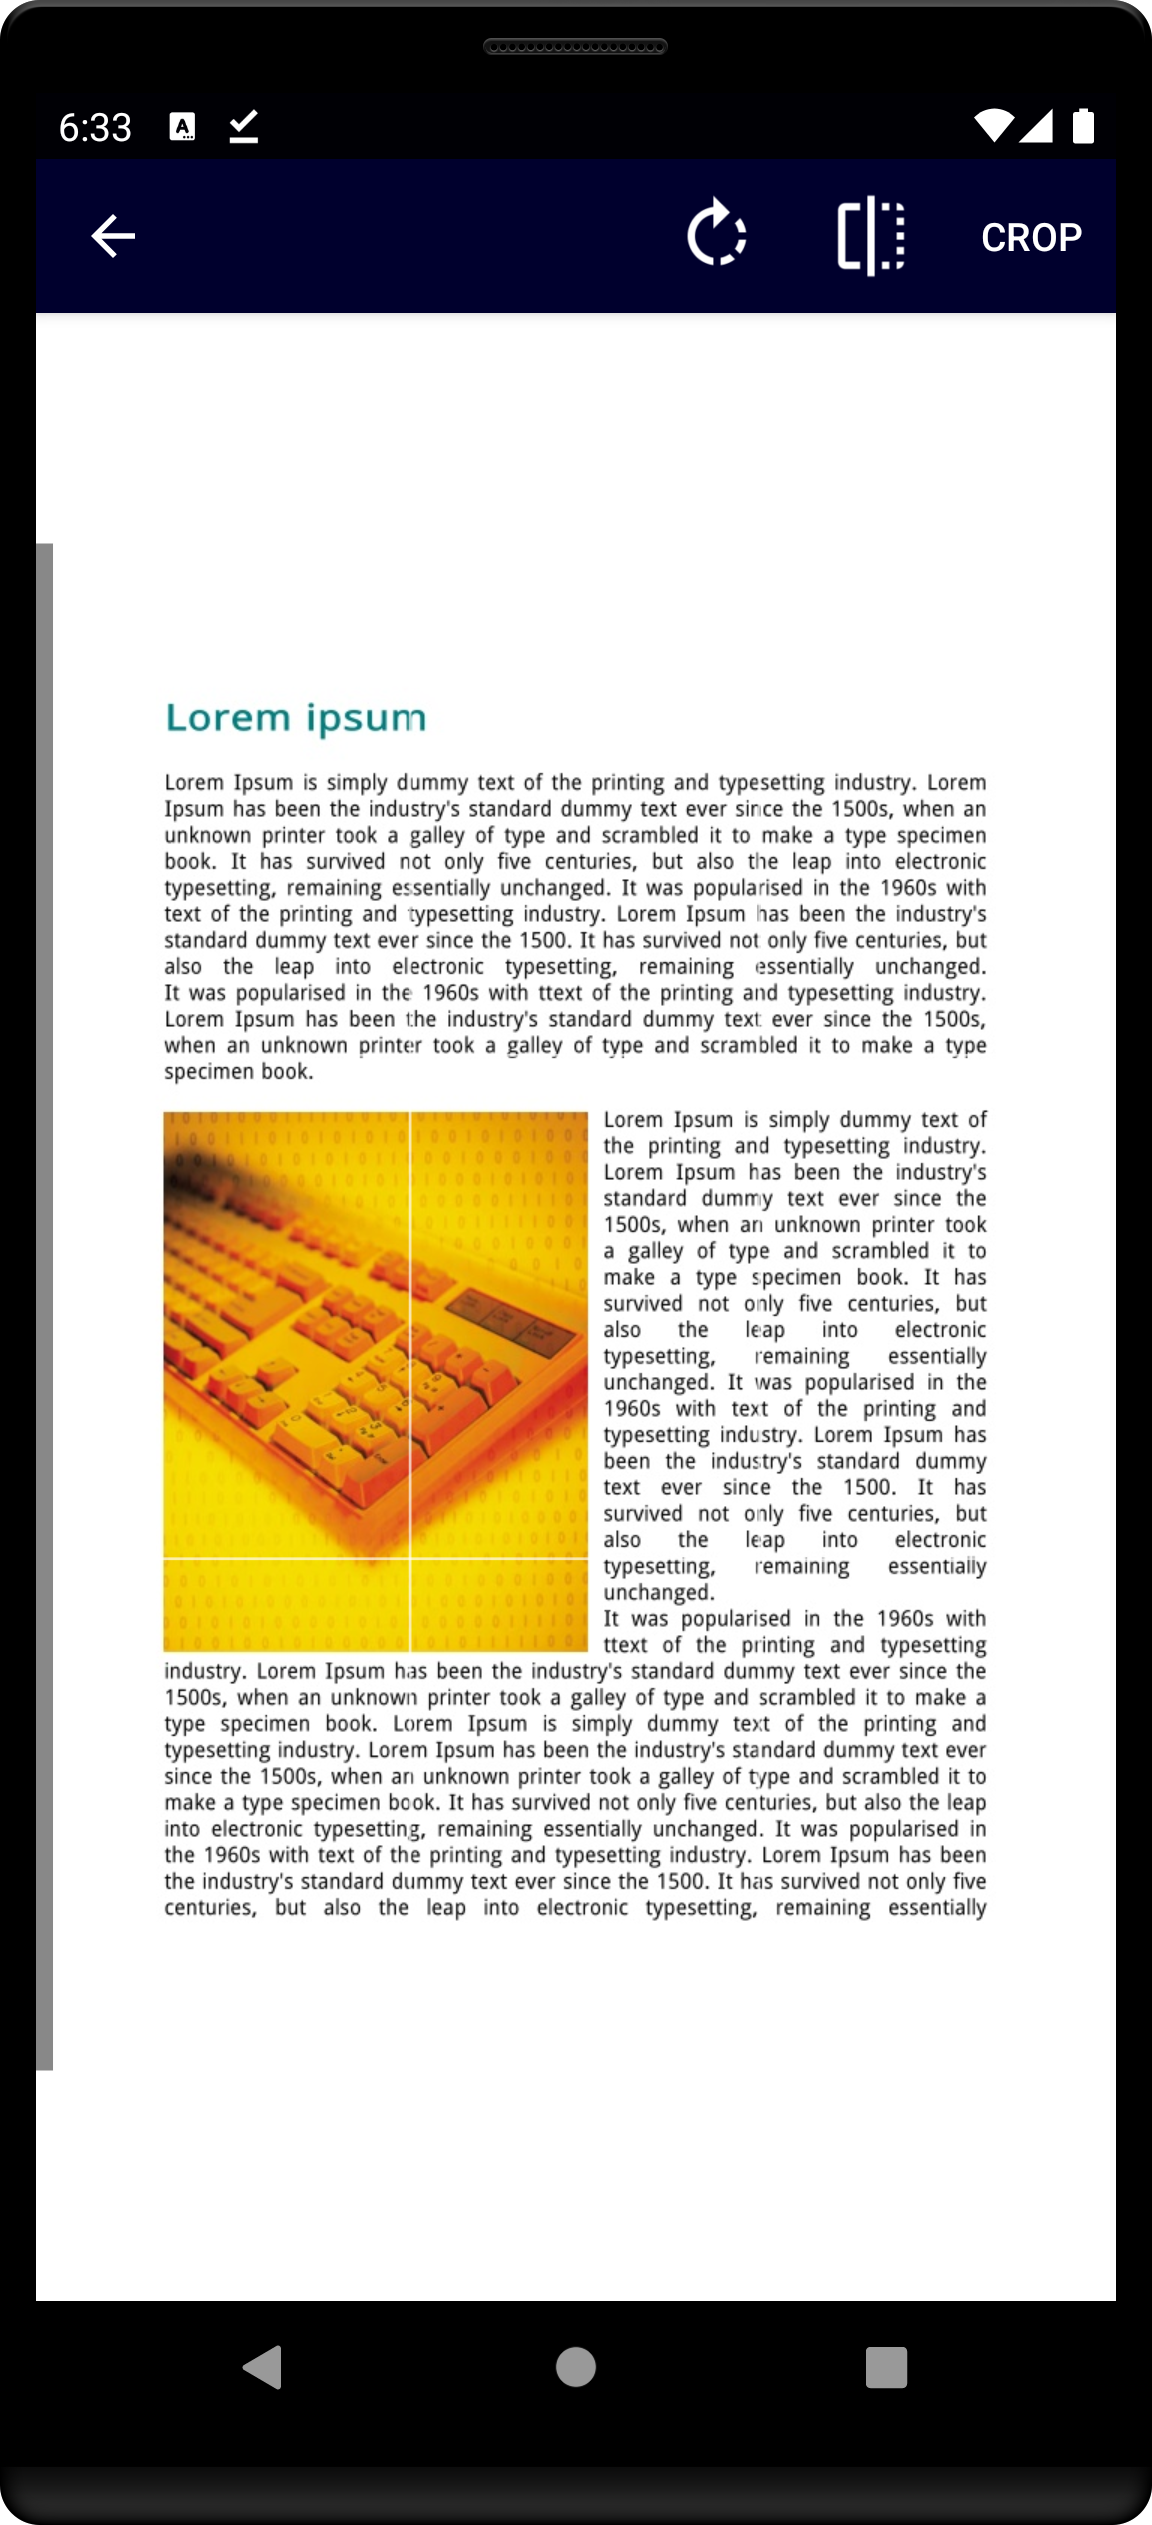 6:33
CROP
Lorem ipsum
Lorem Ipsum is simply dummy text of the printing and typesetting industry. Lorem
Ipsum has been the industry's standard dummy text ever since the 1500s, when an
unknown printer took a galley of type and scrambled it to make a type specimen
book. It has survived not only five centuries, but also the leap into electronic
typesetting, remaining essentially unchanged. It was popularised in the 1960s with
text of the printing and typesetting industry. Lorem Ipsum has been the industry's
standard dummy text ever since the 1500. It has survived not only five centuries, but
also the leap into electronic typesetting, remaining essentially unchanged.
It was popularised in the 1960s with ttext of the printing and typesetting industry.
Lorem Ipsum has been the industry's standard dummy text ever since the 1500s,
when an unknown printer took a galley of type and scrambled it to make a type
specimen book.
Lorem Ipsum is simply dummy text of
the printing and typesetting industry.
Lorem Ipsum has been the industry's
standard dummy text ever since the
1500s, when an unknown printer took
a galley of type and scrambled it to
make a type specimen book. It has
survived not only five centuries, but
also the leap into electronic
typesetting, remaining essentially
unchanged. It was popularised in the
1960s with text of the printing and
typesetting industry. Lorem Ipsum has
been the industry's standard dummy
text ever since the 1500. It has
survived not only five centuries, but
also the leap into electronic
typesetting, remaining essentially
unchanged.
It was popularised in the 1960s with
ttext of the printing and typesetting
industry. Lorem Ipsum has been the industry's standard dummy text ever since the
1500s, when an unknown printer took a galley of type and scrambled it to make a
type specimen book. Lorem Ipsum is simply dummy text of the printing and
typesetting industry. Lorem Ipsum has been the industry's standard dummy text ever
since the 1500s, when an unknown printer took a galley of type and scrambled it to
make a type specimen book. It has survived not only five centuries, but also the leap
into electronic typesetting, remaining essentially unchanged. It was popularised in
the 1960s with text of the printing and typesetting industry. Lorem Ipsum has been
the industry's standard dummy text ever since the 1500. It has survived not only five
centuries, but also the leap into electronic typesetting, remaining essentially